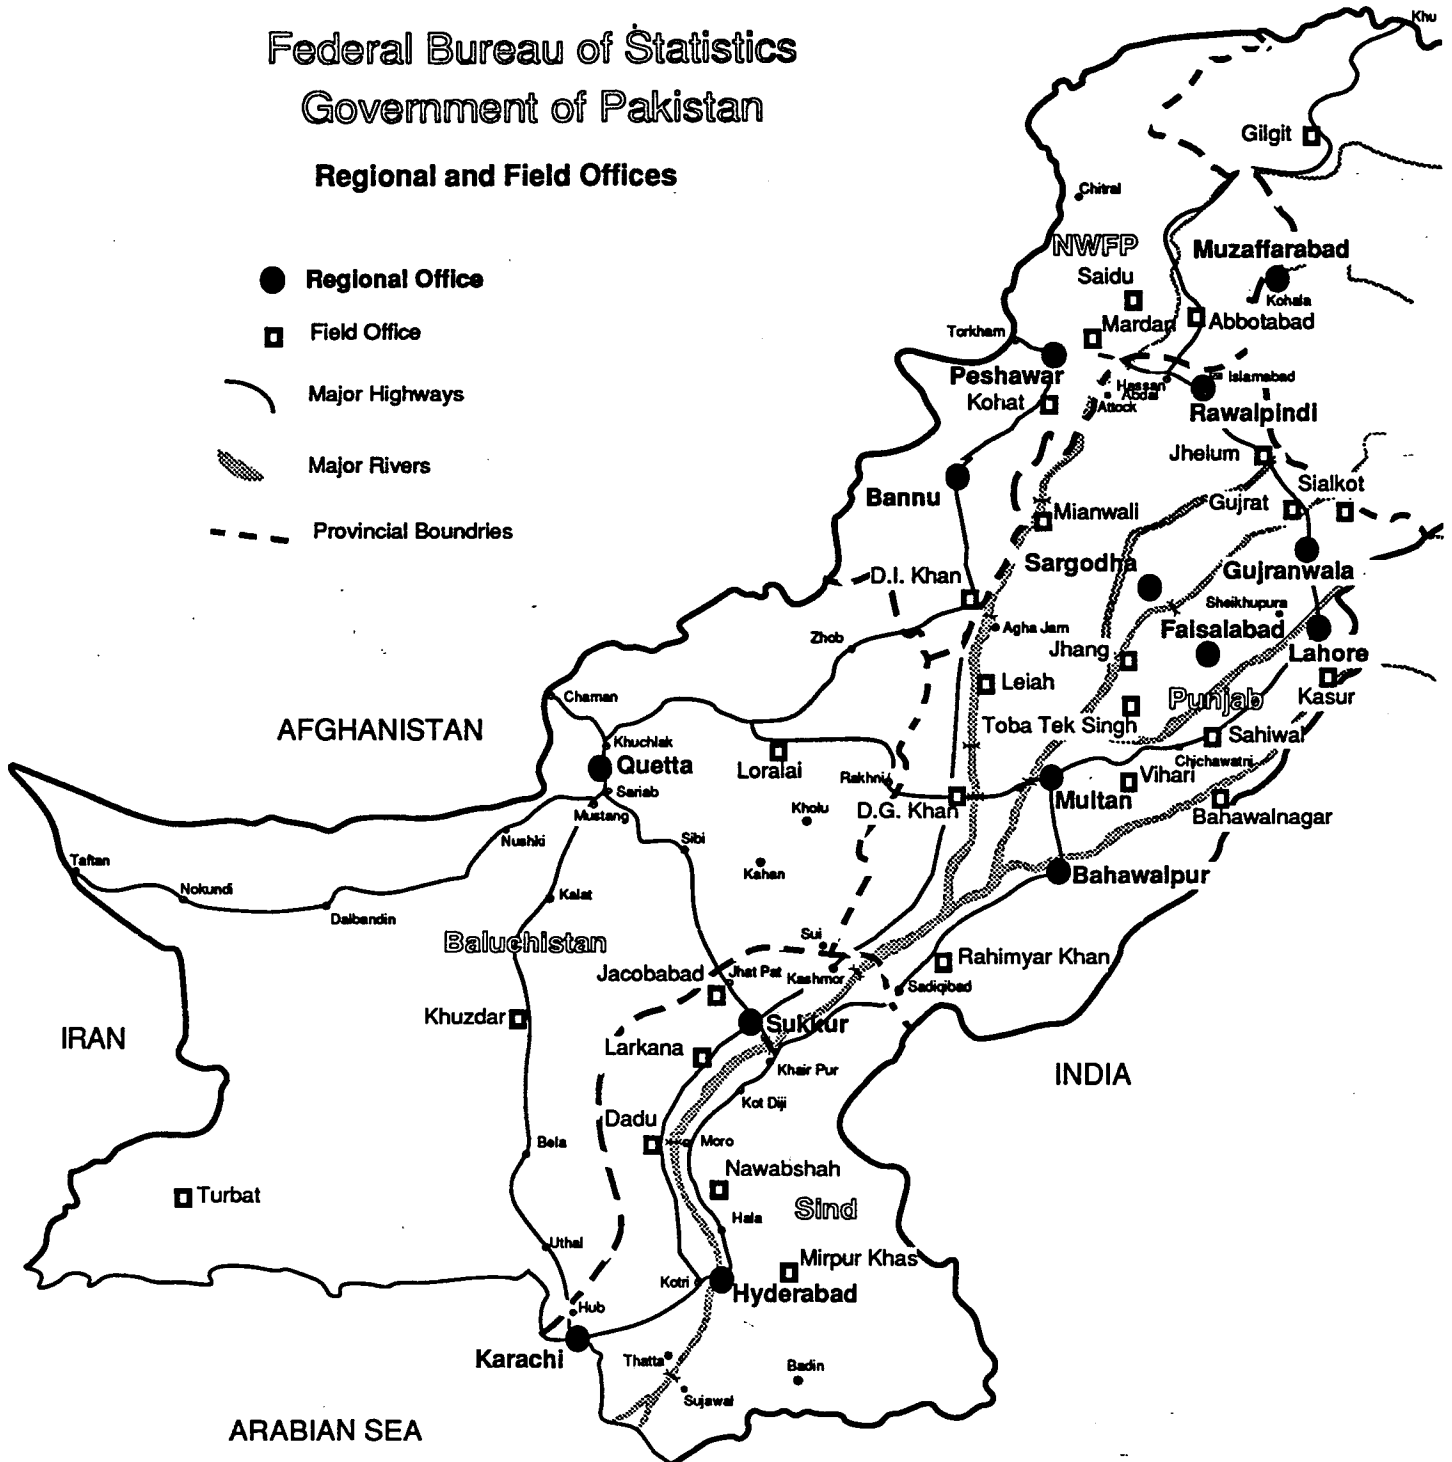 Federal Bureau of Statistics
Government of Pakistan
Regional and Field Offices
Regional Office
Field Office
Major Highways
Major Rivers
Provincial Boundries
Khu
Gilgit
Chitral
NWFP
Saidu
Muzaffarabad
Kohala
Abbotabad
Mardan
Torkham
Peshawar
Kohat
Hassan
Abdal
Attock
Islamabad
Rawalpindi
Jhelum
Sialkot
Gujrat
Bannu
Mianwali
Sargodha
Gujranwala
D.I. Khan
Sheikhupura
Zhob
Agha Jam
Faisalabad
Jhang
Lahore
Leiah
Kasur
Punjab
Chaman
AFGHANISTAN
Toba Tek Singh
Sahiwal
Khuchlak
Quetta
Loralai
Rakhni
Chichawatni
Vihari
Sariab
Multan
D.G. Khan
Kholu
Mustang
Bahawalnagar
Nushki
Sibi
Taftan
Kahan
Bahawalpur
Nokundi
Kalat
Dalbandin
Baluchistan
Sui
Rahimyar Khan
Jacobabad
Jhat Pat
Kashmor
Sadiqibad
Khuzdar
Sukkur
IRAN
Larkana
Khair Pur
INDIA
Kot Diji
Dadu
Bela
Moro
Nawabshah
Turbat
Sind
Hala
Uthal
Mirpur Khas
Kotri
Hyderabad
Hub
Karachi
Thatta
Badin
Sujawal
ARABIAN SEA